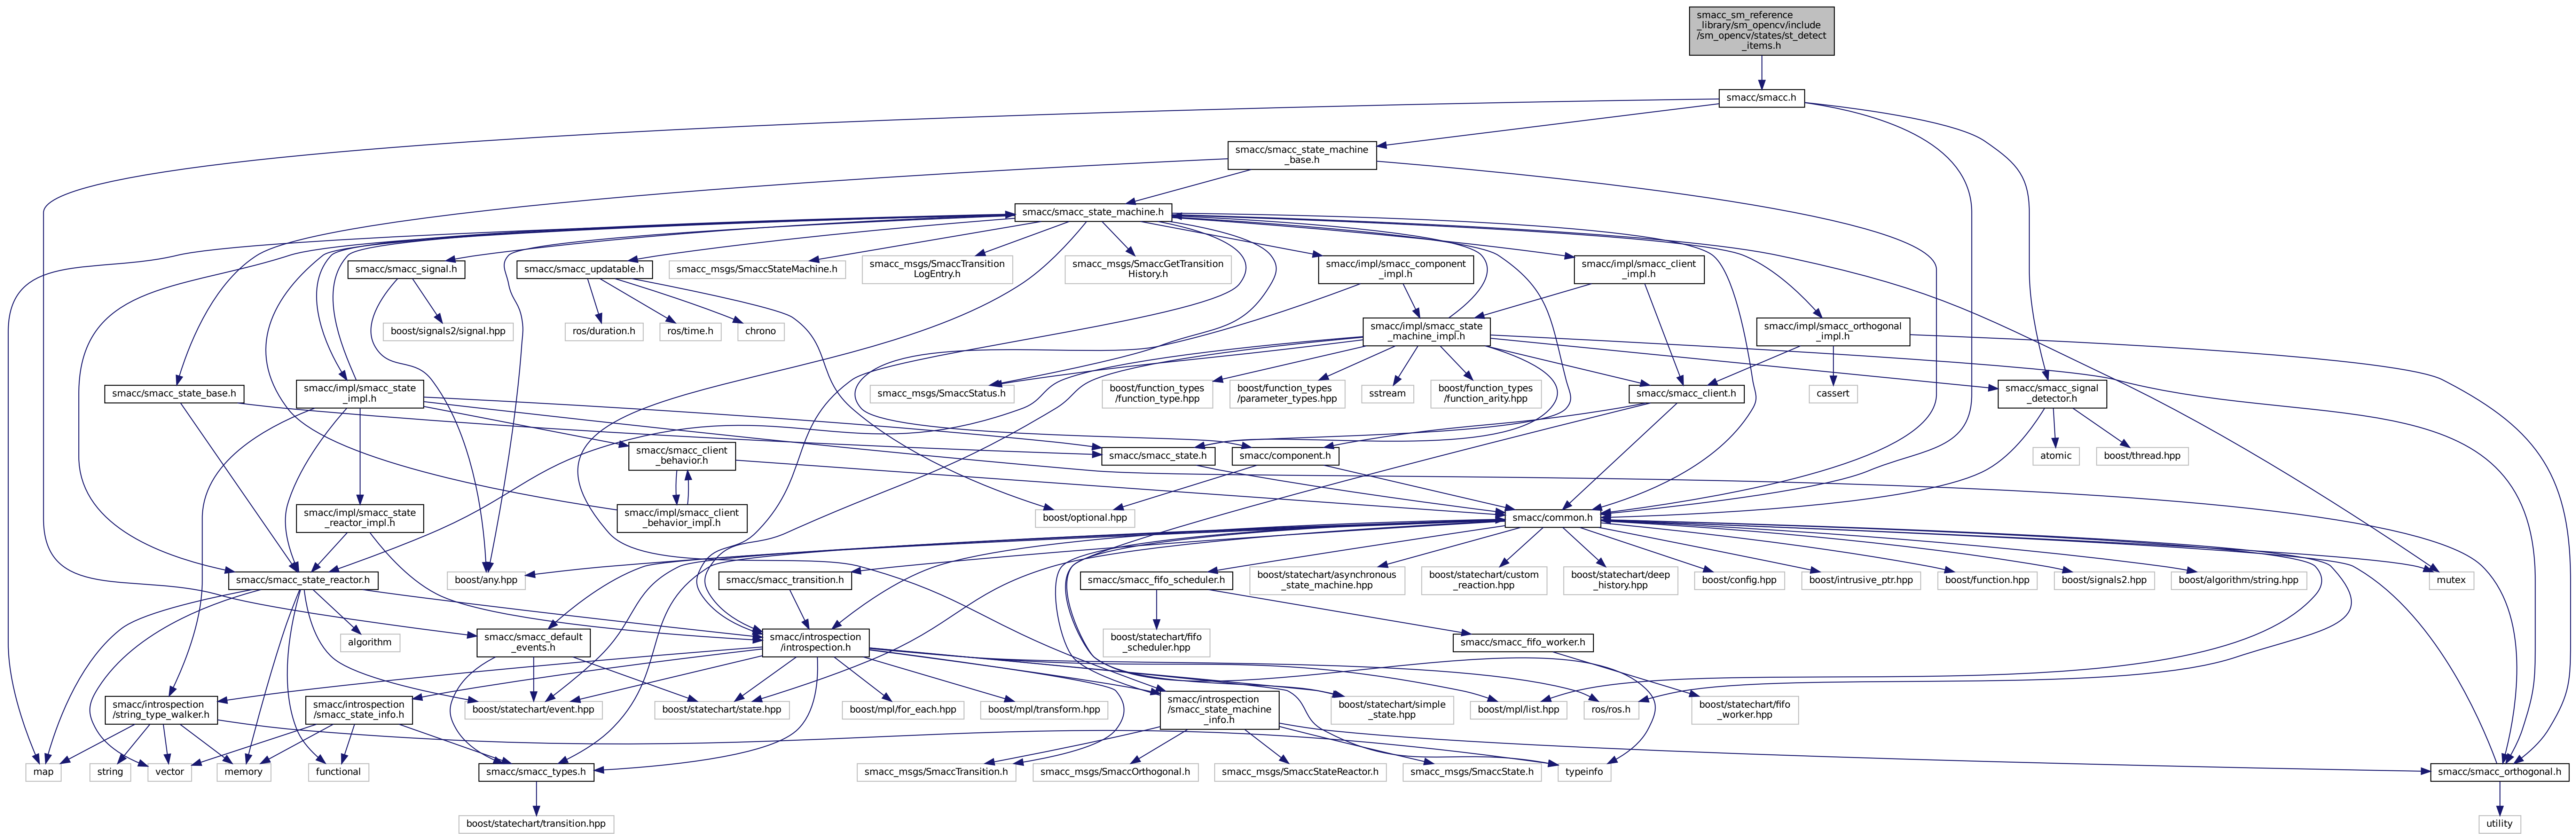 smacc_sm_reference
_library/sm_opencv/include
/sm_opencv/states/st_detect
_items.h
smacc/smacc.h
smacc/smacc_state_machine
_base.h
smacc/smacc_state_machine.h
smacc/smacc_signal.h
smacc/smacc_updatable.h
smacc_msgs/SmaccStateMachine.h
smacc_msgs/SmaccTransition
LogEntry.h
smacc_msgs/SmaccGetTransition
History.h
smacc/impl/smacc_component
_impl.h
smacc/impl/smacc_client
_impl.h
boost/signals2/signal.hpp
ros/duration.h
ros/time.h
chrono
smacc/impl/smacc_state
_machine_impl.h
smacc/impl/smacc_orthogonal
_impl.h
smacc/smacc_state_base.h
smacc/impl/smacc_state
_impl.h
smacc_msgs/SmaccStatus.h
boost/function_types
/function_type.hpp
boost/function_types
/parameter_types.hpp
sstream
boost/function_types
/function_arity.hpp
smacc/smacc_client.h
cassert
smacc/smacc_signal
_detector.h
smacc/smacc_client
_behavior.h
smacc/smacc_state.h
smacc/component.h
atomic
boost/thread.hpp
smacc/impl/smacc_state
_reactor_impl.h
smacc/impl/smacc_client
_behavior_impl.h
boost/optional.hpp
smacc/common.h
smacc/smacc_state_reactor.h
boost/any.hpp
smacc/smacc_transition.h
smacc/smacc_fifo_scheduler.h
boost/statechart/asynchronous
_state_machine.hpp
boost/statechart/custom
_reaction.hpp
boost/statechart/deep
_history.hpp
boost/config.hpp
boost/intrusive_ptr.hpp
boost/function.hpp
boost/signals2.hpp
boost/algorithm/string.hpp
mutex
algorithm
smacc/smacc_default
_events.h
smacc/introspection
/introspection.h
boost/statechart/fifo
_scheduler.hpp
smacc/smacc_fifo_worker.h
smacc/introspection
/string_type_walker.h
smacc/introspection
/smacc_state_info.h
boost/statechart/event.hpp
boost/statechart/state.hpp
boost/mpl/for_each.hpp
boost/mpl/transform.hpp
smacc/introspection
/smacc_state_machine
_info.h
boost/statechart/simple
_state.hpp
boost/mpl/list.hpp
ros/ros.h
boost/statechart/fifo
_worker.hpp
map
string
vector
memory
functional
smacc/smacc_types.h
smacc_msgs/SmaccTransition.h
smacc_msgs/SmaccOrthogonal.h
smacc_msgs/SmaccStateReactor.h
smacc_msgs/SmaccState.h
typeinfo
smacc/smacc_orthogonal.h
boost/statechart/transition.hpp
utility